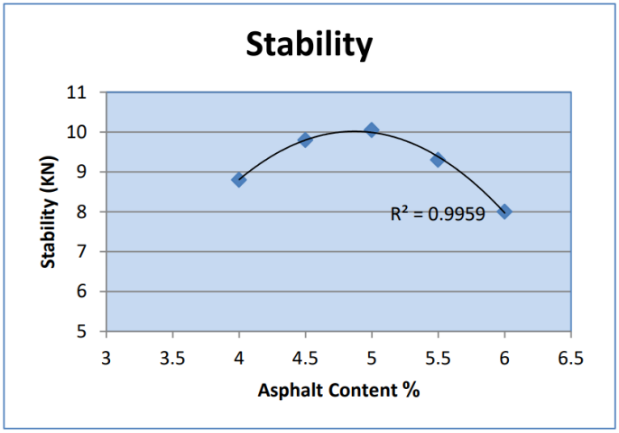 Stability
11
10
9
8
7
6
5
Stability (KN)
R² = 0.9959
3 3.5 4 4.5 5 5.5 6 6.5
Asphalt Content %